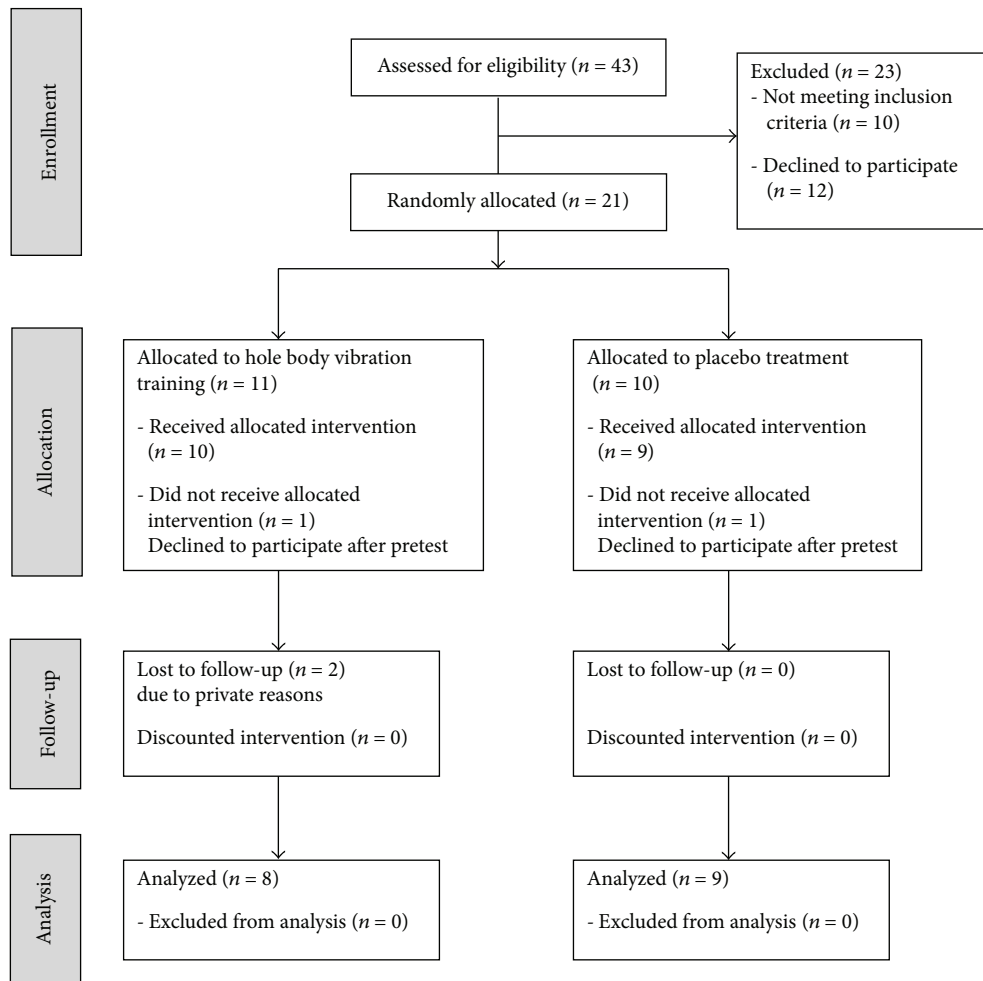 Enrollment
Assessed for eligibility (n = 43)
Excluded (n = 23)
- Not meeting inclusion
criteria (n = 10)
- Declined to participate
(n = 12)
Randomly allocated (n = 21)
Allocation
Allocated to hole body vibration
training (n = 11)
- Received allocated intervention
(n = 10)
- Did not receive allocated
intervention (n = 1)
Declined to participate after pretest
Allocated to placebo treatment
(n = 10)
- Received allocated intervention
(n = 9)
- Did not receive allocated
intervention (n = 1)
Declined to participate after pretest
Follow-up
Lost to follow-up (n = 2)
due to private reasons
Discounted intervention (n = 0)
Lost to follow-up (n = 0)
Discounted intervention (n = 0)
Analysis
Analyzed (n = 8)
- Excluded from analysis (n = 0)
Analyzed (n = 9)
- Excluded from analysis (n = 0)